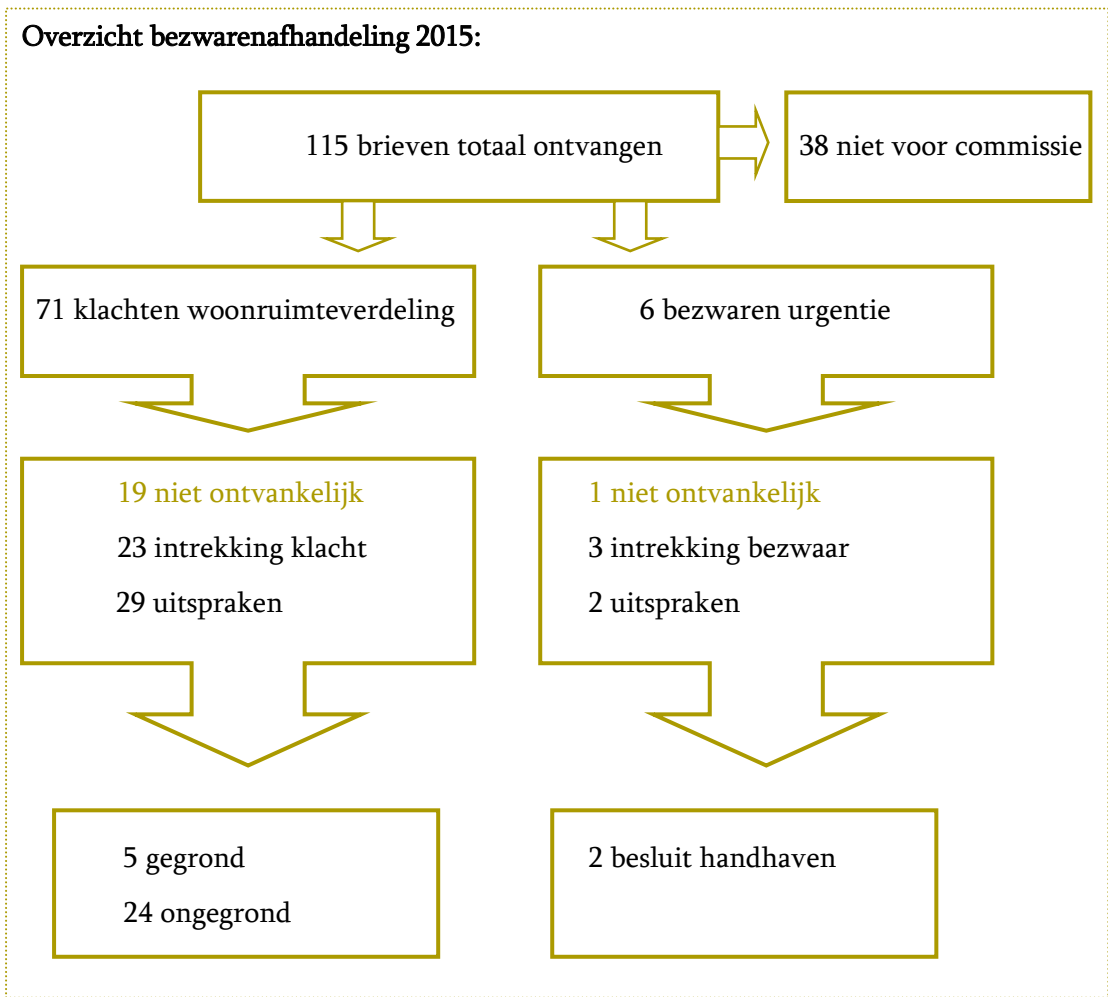 Overzicht bezwarenafhandeling 2015:
115 brieven totaal ontvangen
38 niet voor commissie
71 klachten woonruimteverdeling
6 bezwaren urgentie
19 niet ontvankelijk
23 intrekking klacht
29 uitspraken
1 niet ontvankelijk
3 intrekking bezwaar
2 uitspraken
5 gegrond
24 ongegrond
2 besluit handhaven